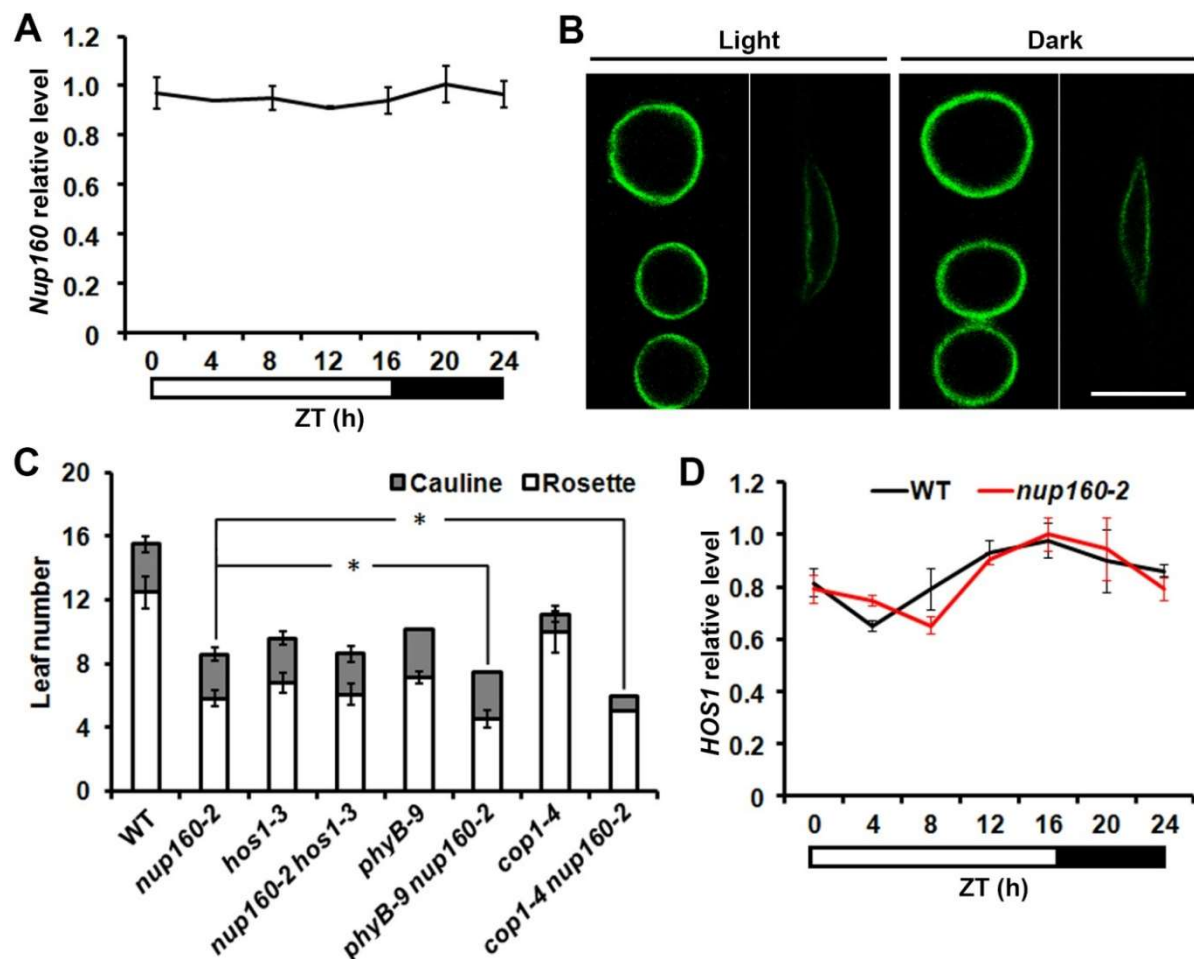 A
Nup160 relative level
1.2
1.0
0.8
0.6
0.4
0.2
0
0 4 8 12 16 20 24
ZT (h)
B
Light Dark
C
Leaf number
20
16
12
8
4
0
Cauline Rosette
*
*
WT
nup160-2
hos1-3
nup160-2 hos1-3
phyB-9
phyB-9 nup160-2
cop1-4
cop1-4 nup160-2
D
HOS1 relative level
WT nup160-2
1.2
1.0
0.8
0.6
0.4
0.2
0
0 4 8 12 16 20 24
ZT (h)